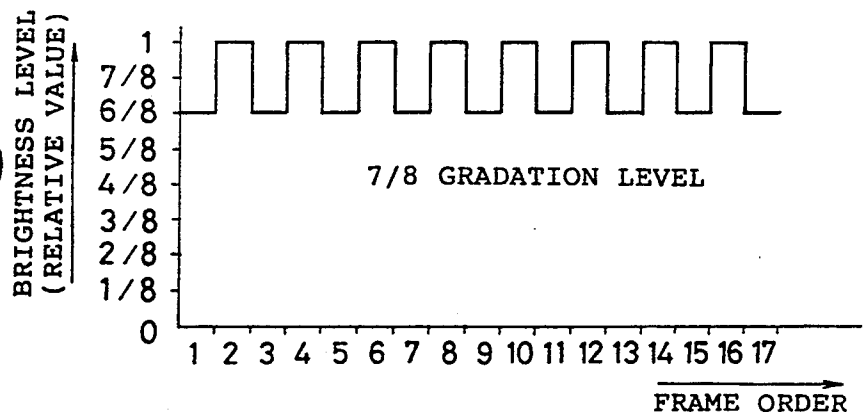 BRIGHTNESS LEVEL
(RELATIVE VALUE)
1
7/8
6/8
5/8
4/8
3/8
2/8
1/8
0
7/8 GRADATION LEVEL
1 2 3 4 5 6 7 8 9 10 11 12 13 14 15 16 17
FRAME ORDER